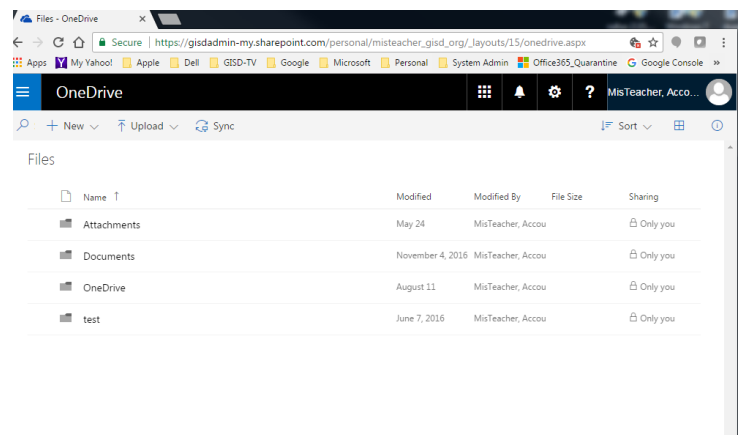 Files - OneDrive
Secure | https://gisdadmin-my.sharepoint.com/personal/misteacher_gisd_org/_layouts/15/onedrive.aspx
Apps My Yahoo! Apple Dell GISD-TV Google Microsoft Personal System Admin Office365_Quarantine Google Console »
OneDrive ? MisTeacher, Acco...
+ New Upload Sync Sort
Files
Name ↑ Modified Modified By File Size Sharing
Attachments May 24 MisTeacher, Accou Only you
Documents November 4, 2016 MisTeacher, Accou Only you
OneDrive August 11 MisTeacher, Accou Only you
test June 7, 2016 MisTeacher, Accou Only you